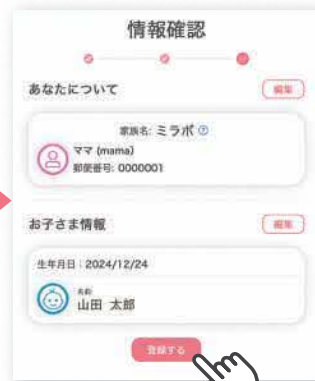 情報確認
あなたについて
編集
家族名: ミラボ
ママ (mama)
郵便番号: 0000001
お子さま情報
編集
生年月日:2024/12/24
名前
山田 太郎
登録する